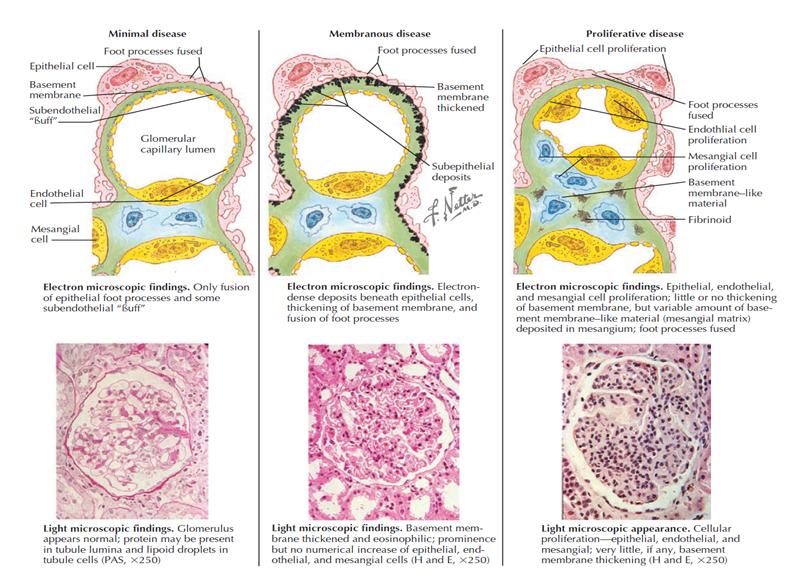 Minimal disease
Foot processes fused
Epithelial cell
Basement
membrane
Subendothelial
“ßuff”
Glomerular
capillary lumen
Endothelial
cell
Mesangial
cell
Electron microscopic findings. Only fusion
of epithelial foot processes and some
subendothelial “ßuff”
Light microscopic findings. Glomerulus
appears normal; protein may be present
in tubule lumina and lipoid droplets in
tubule cells (PAS, ×250)
Membranous disease
Foot processes fused
Basement
membrane
thickened
Subepithelial
deposits
F. Netter
M.D.
Electron microscopic findings. Electron-
dense deposits beneath epithelial cells,
thickening of basement membrane, and
fusion of foot processes
Light microscopic findings. Basement mem-
brane thickened and eosinophilic; prominence
but no numerical increase of epithelial, end-
othelial, and mesangial cells (H and E, ×250)
Proliferative disease
Epithelial cell proliferation
Foot processes
fused
Endothlial cell
proliferation
Mesangial cell
proliferation
Basement
membrane–like
material
Fibrinoid
Electron microscopic findings. Epithelial, endothelial,
and mesangial cell proliferation; little or no thickening
of basement membrane, but variable amount of base-
ment membrane–like material (mesangial matrix)
deposited in mesangium; foot processes fused
Light microscopic appearance. Cellular
proliferation—epithelial, endothelial, and
mesangial; very little, if any, basement
membrane thickening (H and E, ×250)